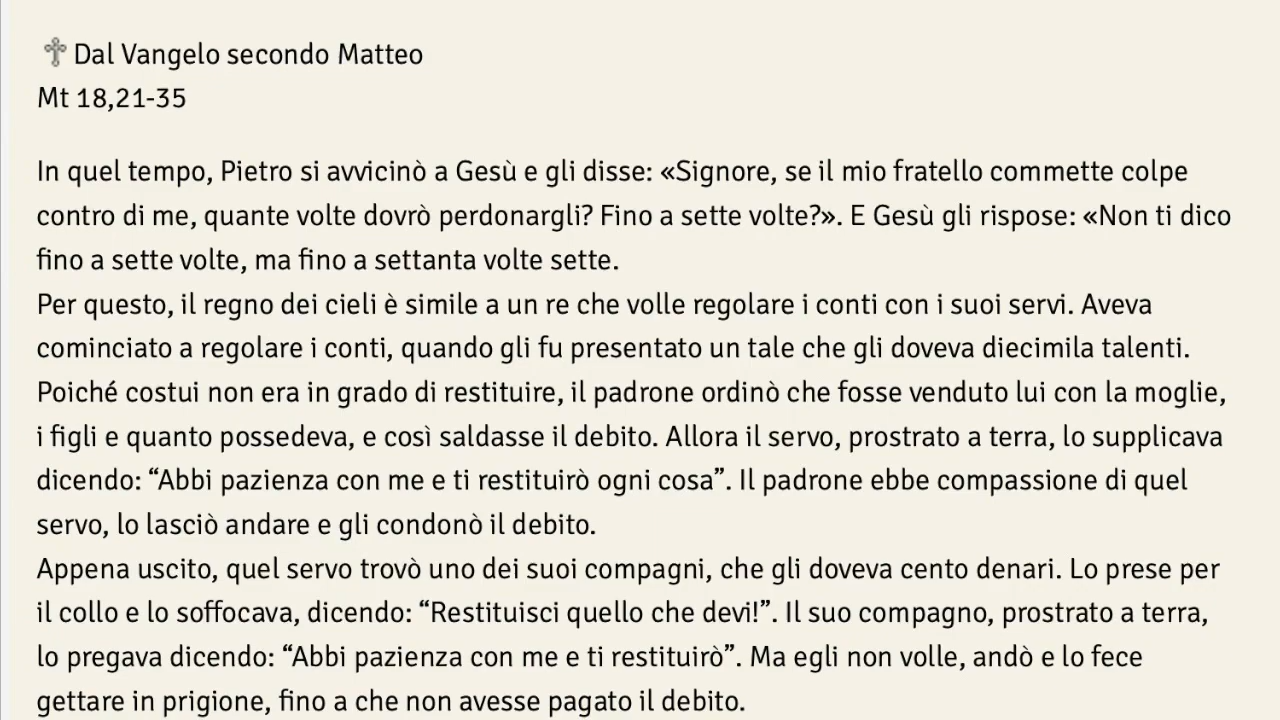 Dal Vangelo secondo Matteo
Mt 18,21-35
In quel tempo, Pietro si avvicinò a Gesù e gli disse: «Signore, se il mio fratello commette colpe
contro di me, quante volte dovrò perdonargli? Fino a sette volte?». E Gesù gli rispose: «Non ti dico
fino a sette volte, ma fino a settanta volte sette.
Per questo, il regno dei cieli è simile a un re che volle regolare i conti con i suoi servi. Aveva
cominciato a regolare i conti, quando gli fu presentato un tale che gli doveva diecimila talenti.
Poiché costui non era in grado di restituire, il padrone ordinò che fosse venduto lui con la moglie,
i figli e quanto possedeva, e così saldasse il debito. Allora il servo, prostrato a terra, lo supplicava
dicendo: “Abbi pazienza con me e ti restituirò ogni cosa”. Il padrone ebbe compassione di quel
servo, lo lasciò andare e gli condonò il debito.
Appena uscito, quel servo trovò uno dei suoi compagni, che gli doveva cento denari. Lo prese per
il collo e lo soffocava, dicendo: “Restituisci quello che devi!”. Il suo compagno, prostrato a terra,
lo pregava dicendo: “Abbi pazienza con me e ti restituirò”. Ma egli non volle, andò e lo fece
gettare in prigione, fino a che non avesse pagato il debito.